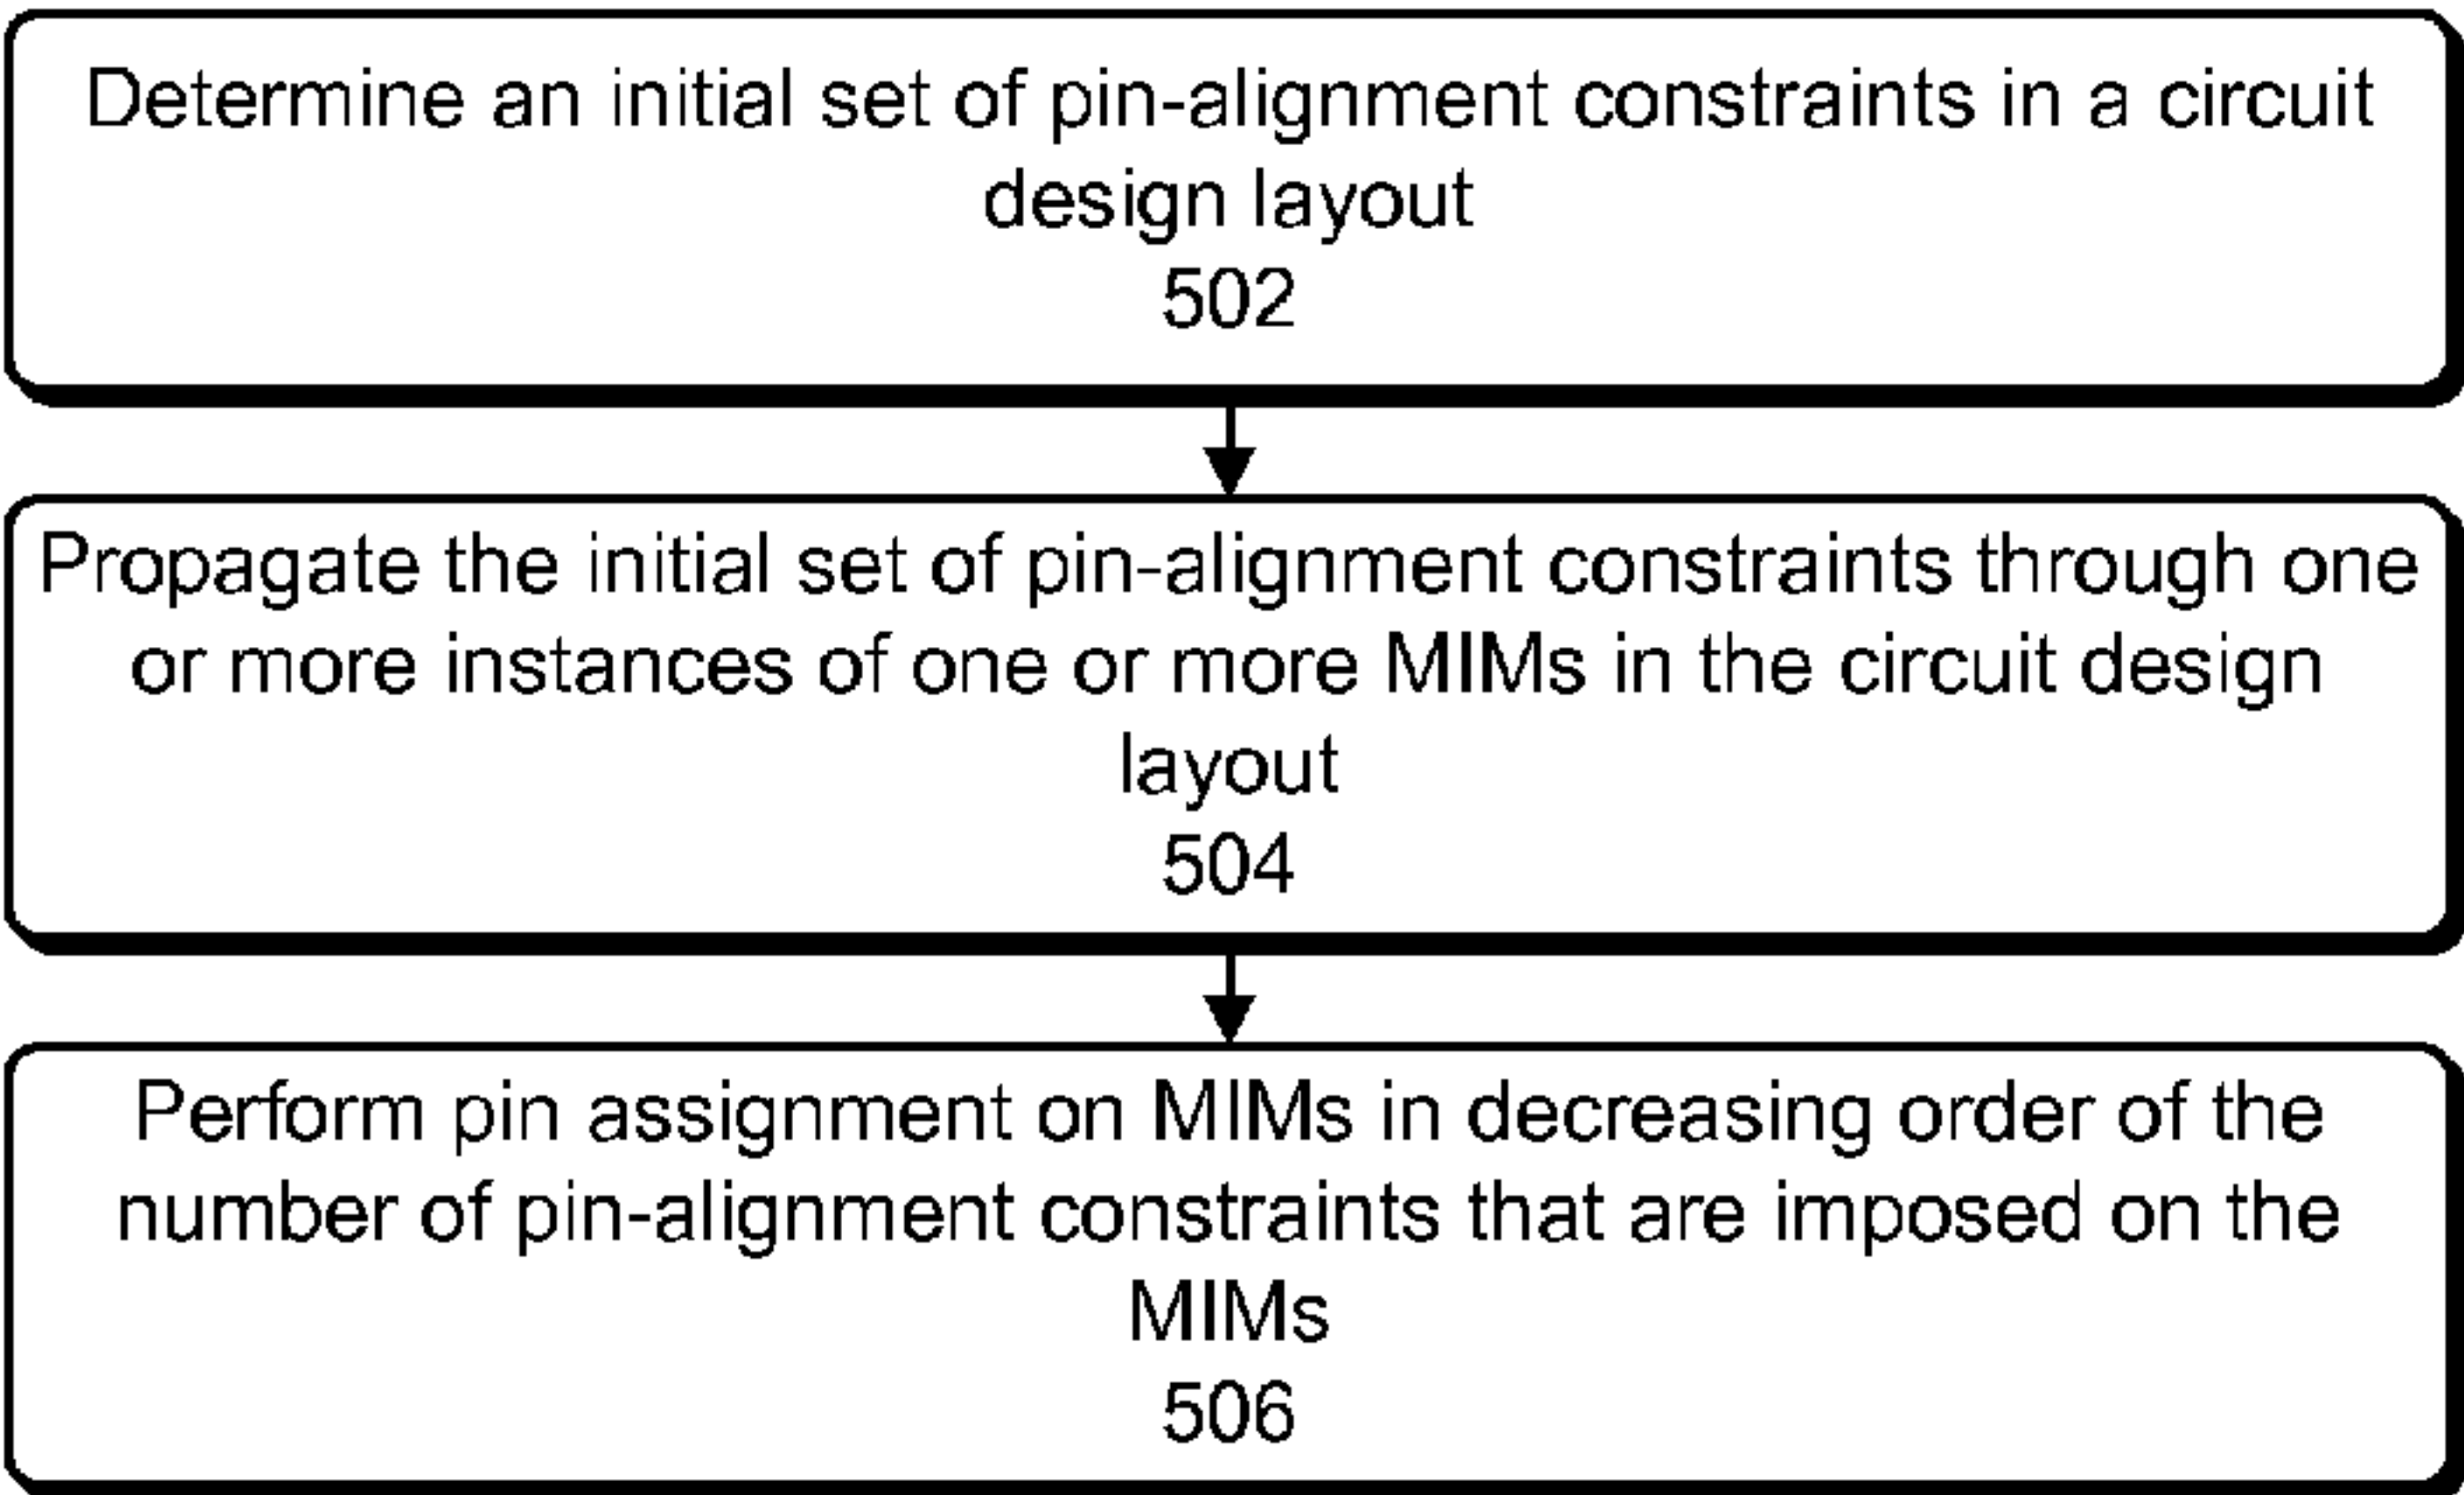 Determine an initial set of pin-alignment constraints in a circuit
design layout
502
Propagate the initial set of pin-alignment constraints through one
or more instances of one or more MIMs in the circuit design
layout
504
Perform pin assignment on MIMs in decreasing order of the
number of pin-alignment constraints that are imposed on the
MIMs
506